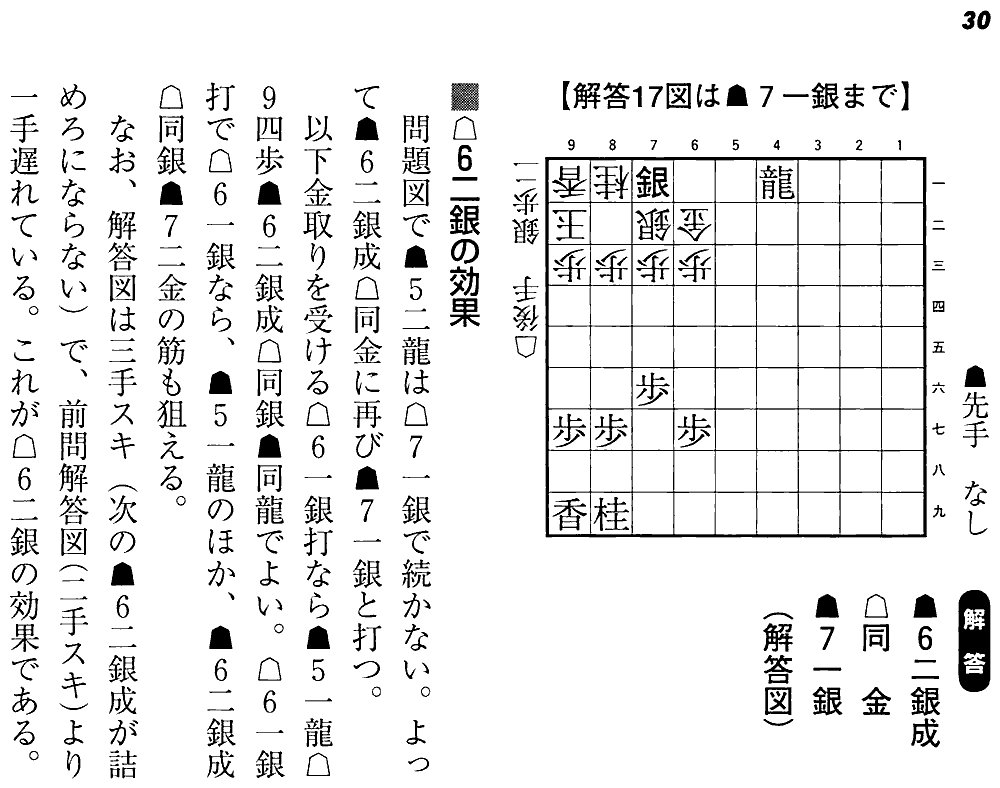 30
解答
☗６二銀成
☖同　金
☗７一銀
（解答図）
【解答17図は☗７一銀まで】
☗先手　なし
9 8 7 6 5 4 3 2 1
香桂銀　　龍　　　一
王　銀金　　　　　二
歩歩歩歩　　　　　三
四
五
　　歩　　　　　　六
歩歩　歩　　　　　七
八
香桂　　　　　　　九
☖後手　銀歩二
■☖６二銀の効果
　問題図で☗５二龍は☖７一銀で続かない。よっ
て☗６二銀成☖同金に再び☗７一銀と打つ。
　以下金取りを受ける☖６一銀打なら☗５一龍☖
９四歩☗６二銀成☖同銀☗同龍でよい。☖６一銀
打で☖６一銀なら、☗５一龍のほか、☗６二銀成
☖同銀☗７二金の筋も狙える。
　なお、解答図は三手スキ（次の☗６二銀成が詰
めろにならない）で、前問解答図（二手スキ）より
一手遅れている。これが☖６二銀の効果である。